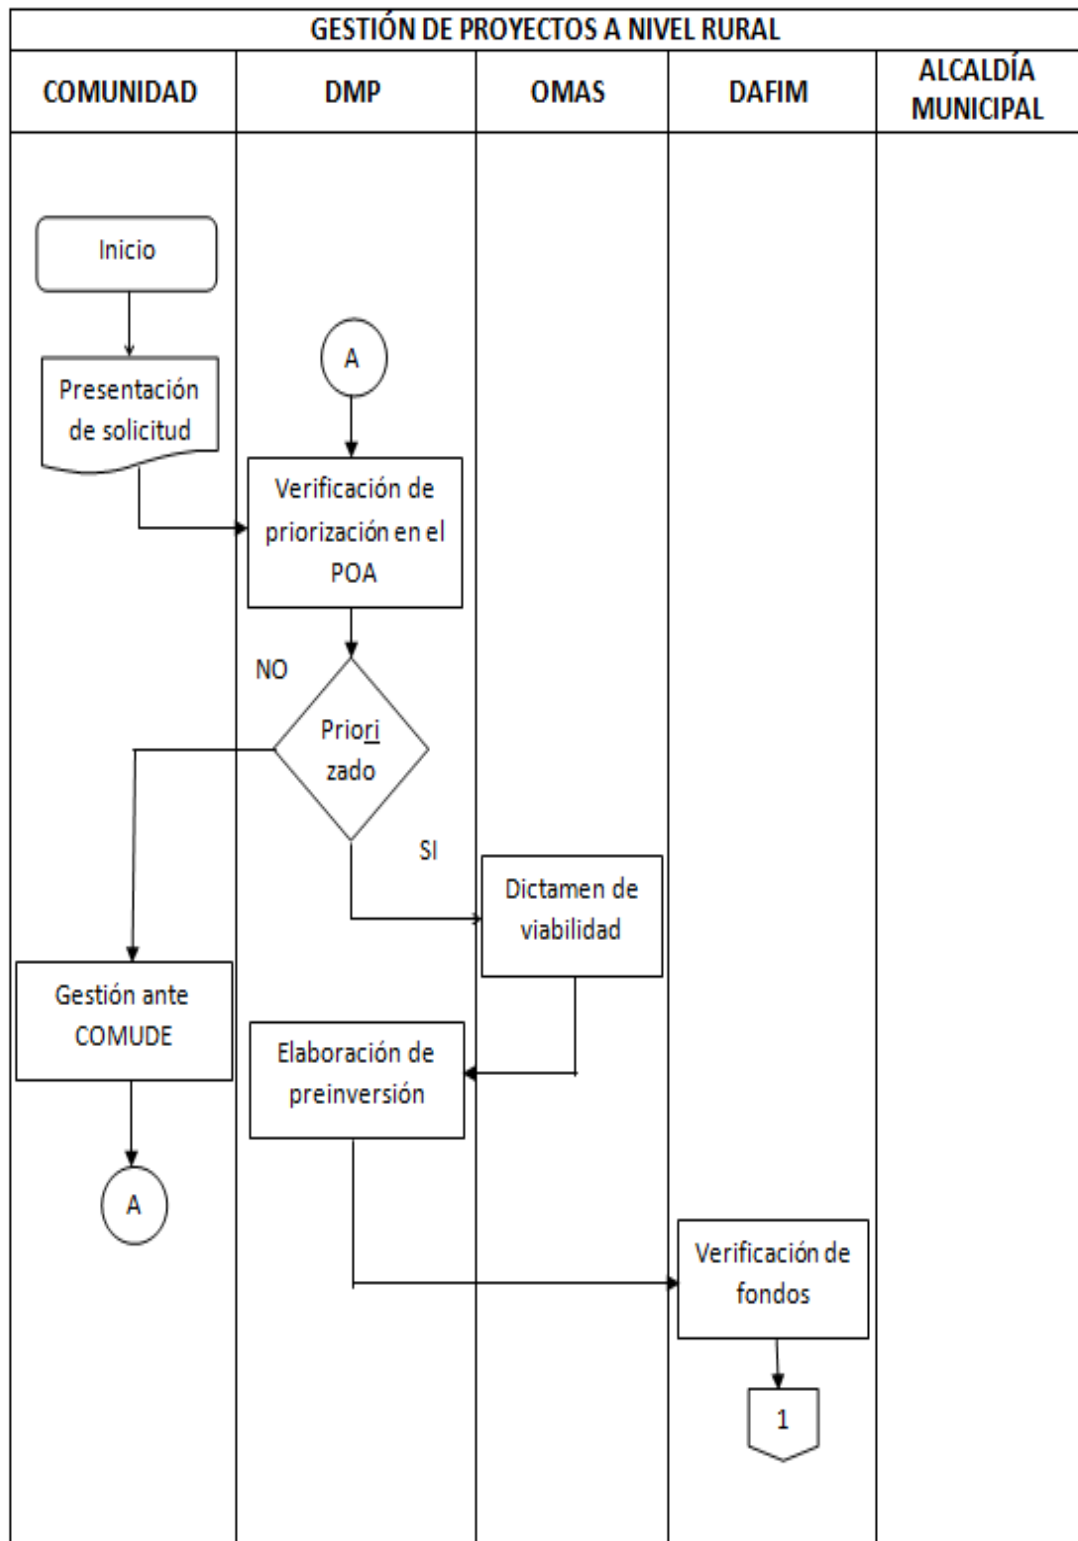 GESTIÓN DE PROYECTOS A NIVEL RURAL
COMUNIDAD
DMP
OMAS
DAFIM
ALCALDÍA
MUNICIPAL
Inicio
A
Presentación
de solicitud
Verificación de
priorización en el
POA
NO
Priori
zado
SI
Dictamen de
viabilidad
Gestión ante
COMUDE
Elaboración de
preinversión
A
Verificación de
fondos
1